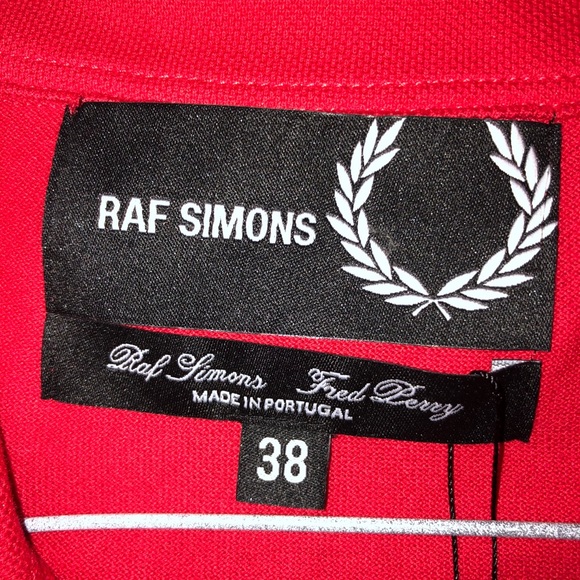 RAF SIMONS
Raf Simons Fred Perry
MADE IN PORTUGAL
38